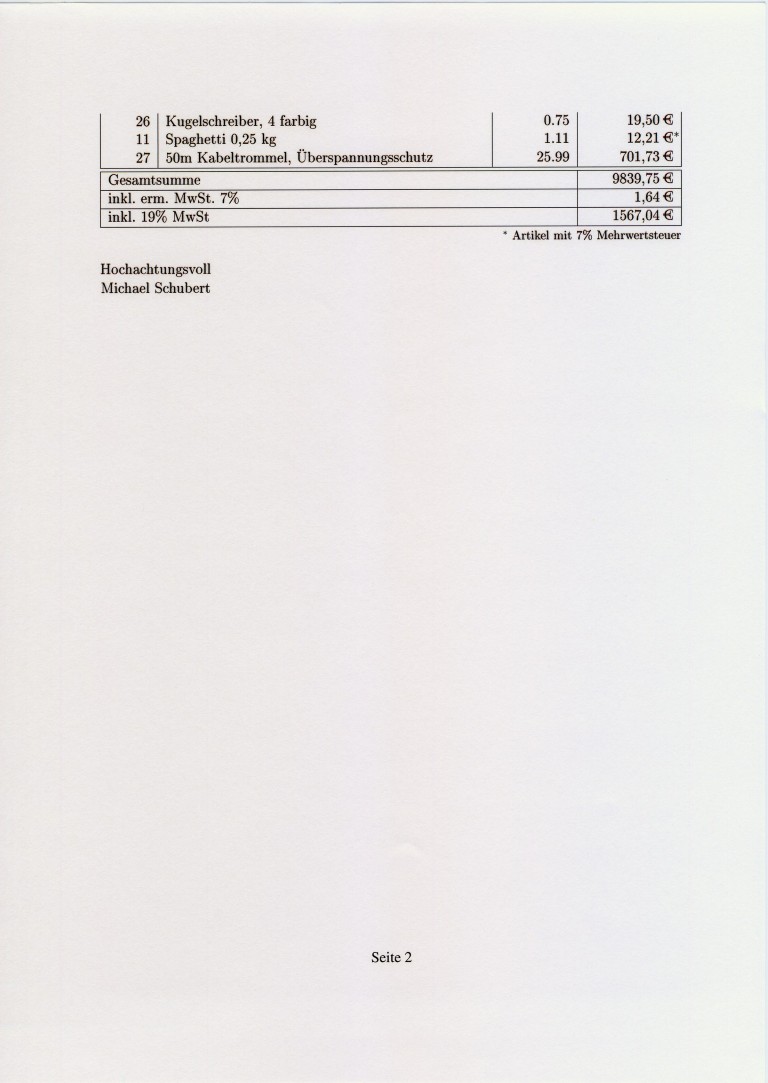 26 Kugelschreiber, 4 farbig 0.75 19,50 €
11 Spaghetti 0,25 kg 1.11 12,21 €*
27 50m Kabeltrommel, Überspannungsschutz 25.99 701,73 €
Gesamtsumme 9839,75 €
inkl. erm. MwSt. 7% 1,64 €
inkl. 19% MwSt 1567,04 €
* Artikel mit 7% Mehrwertsteuer
Hochachtungsvoll
Michael Schubert
Seite 2